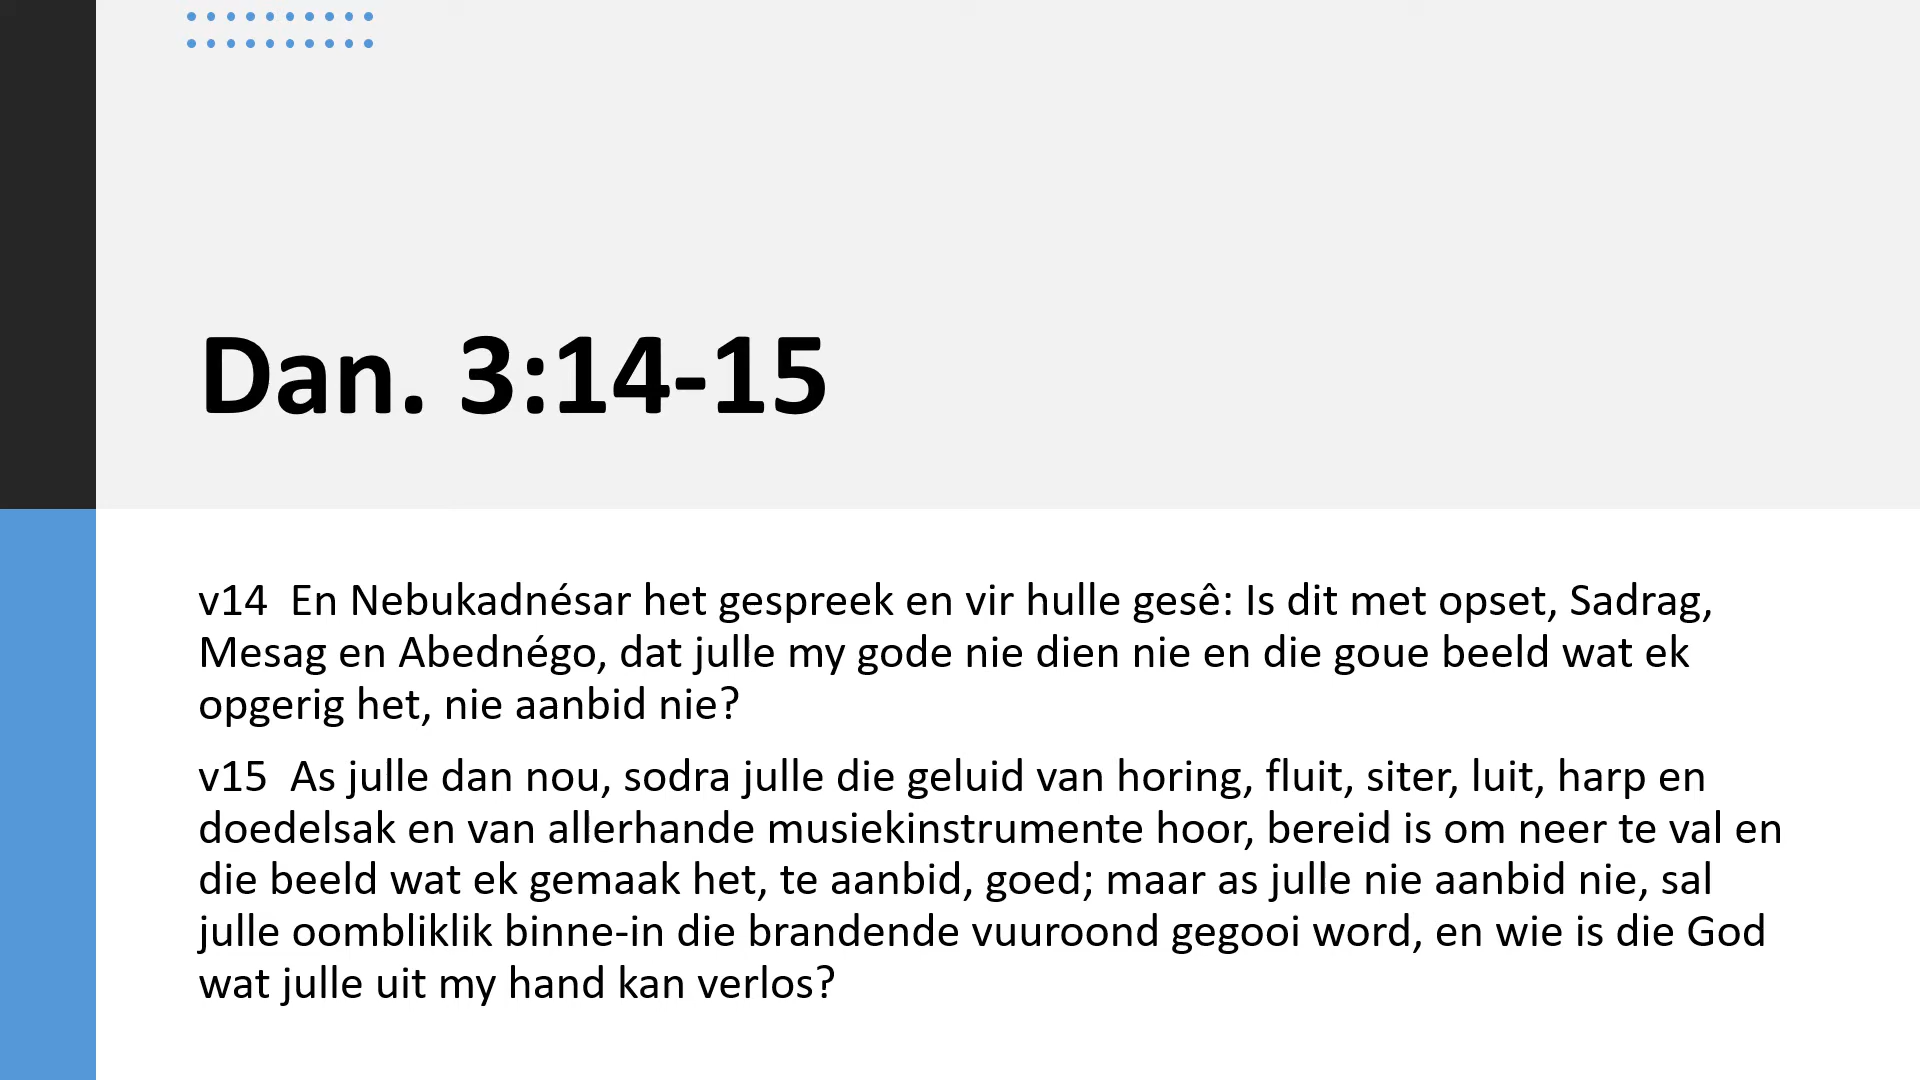 Dan. 3:14-15
v14  En Nebukadnésar het gespreek en vir hulle gesê: Is dit met opset, Sadrag,
Mesag en Abednégo, dat julle my gode nie dien nie en die goue beeld wat ek
opgerig het, nie aanbid nie?
v15  As julle dan nou, sodra julle die geluid van horing, fluit, siter, luit, harp en
doedelsak en van allerhande musiekinstrumente hoor, bereid is om neer te val en
die beeld wat ek gemaak het, te aanbid, goed; maar as julle nie aanbid nie, sal
julle oombliklik binne-in die brandende vuuroond gegooi word, en wie is die God
wat julle uit my hand kan verlos?